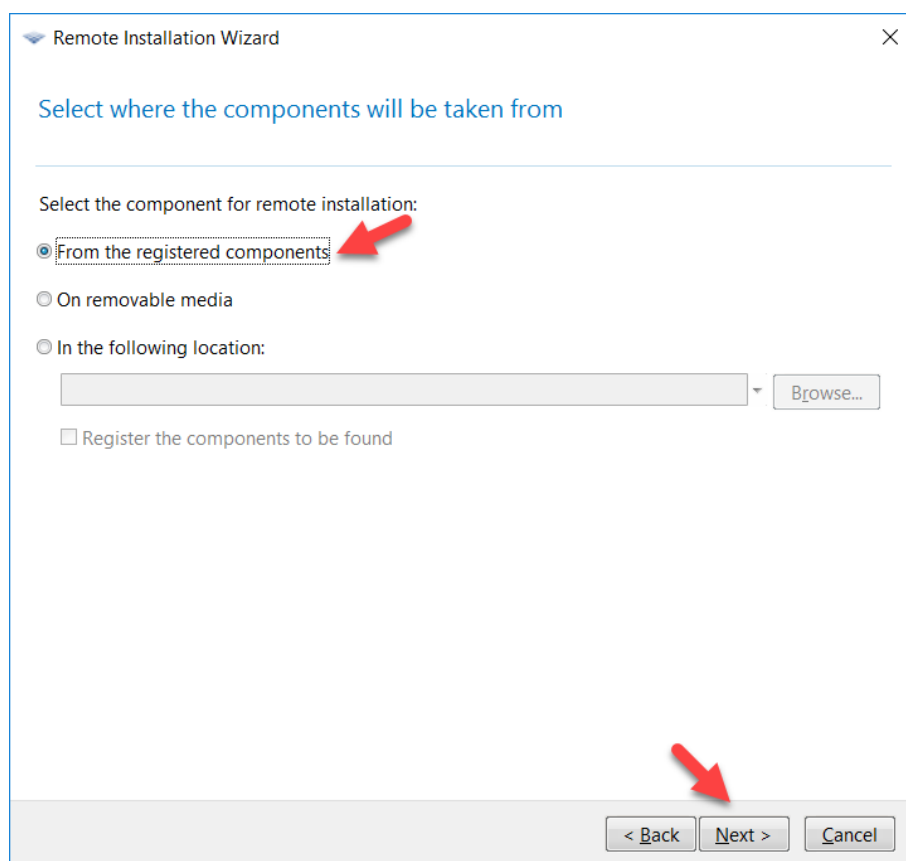 Remote Installation Wizard
Select where the components will be taken from
Select the component for remote installation:
From the registered components
On removable media
In the following location:
Browse...
Register the components to be found
< Back Next > Cancel